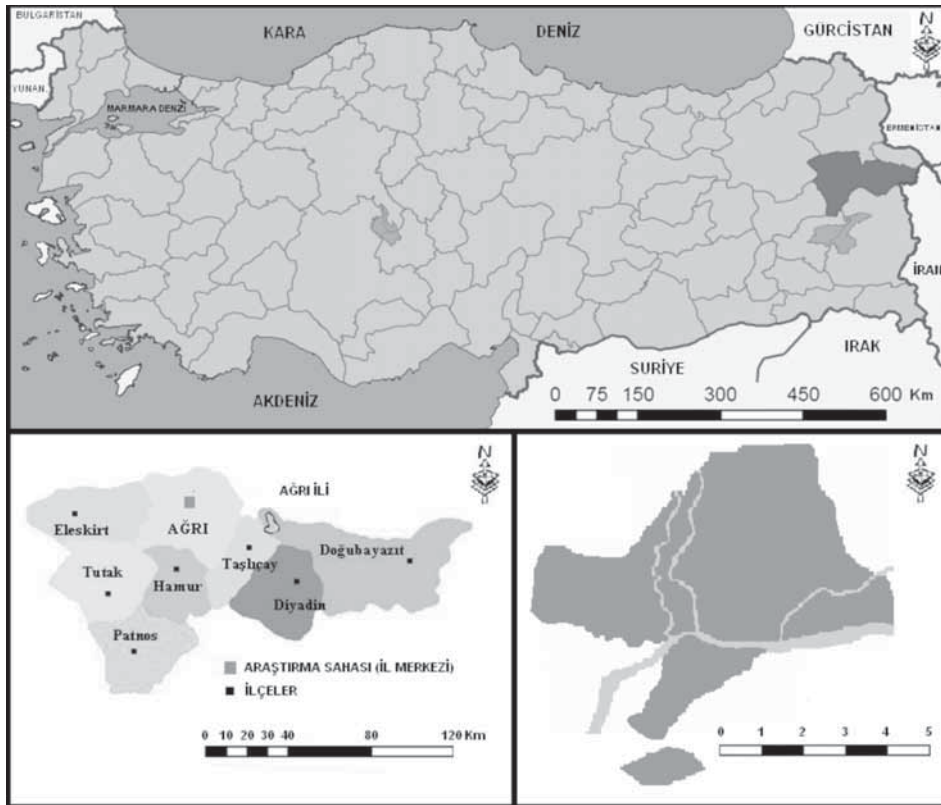 BULGARİSTAN
KARA
DENİZ
GÜRCİSTAN
N
YUNAN.
MARMARA DENZİ
ERMENİSTAN
İRAN
IRAK
SURİYE
AKDENİZ
0 75 150 300 450 600 Km
N
AĞRI İLİ
Eleskirt
AĞRI
Taşlıçay
Doğubayazıt
Tutak
Hamur
Diyadin
Patnos
ARAŞTIRMA SAHASI (İL MERKEZİ)
İLÇELER
0 10 20 30 40 80 120 Km
N
0 1 2 3 4 5